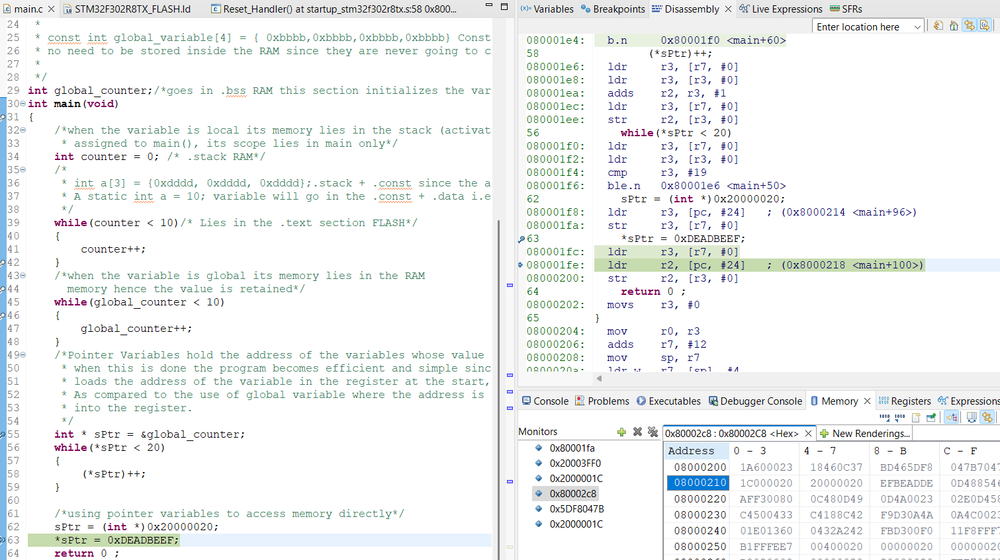 main.c
STM32F302R8TX_FLASH.ld
Reset_Handler() at startup_stm32f302r8tx.s:58 0x800...
24 *
25 * const int global_variable[4] = { 0xbbbb,0xbbbb,0xbbbb,0xbbbb} Const
26 * no need to be stored inside the RAM since they are never going to c
27 *
28 */
29 int global_counter;/*goes in .bss RAM this section initializes the var
30 int main(void)
31 {
32 /*when the variable is local its memory lies in the stack (activat
33 * assigned to main(), its scope lies in main only*/
34 int counter = 0; /* .stack RAM*/
35 /*
36 * int a[3] = {0xdddd, 0xdddd, 0xdddd};.stack + .const since the a
37 * A static int a = 10; variable will go in the .const + .data i.e
38 */
39 while(counter < 10)/* Lies in the .text section FLASH*/
40 {
41 counter++;
42 }
43 /*when the variable is global its memory lies in the RAM
44 memory hence the value is retained*/
45 while(global_counter < 10)
46 {
47 global_counter++;
48 }
49 /*Pointer Variables hold the address of the variables whose value
50 * when this is done the program becomes efficient and simple sinc
51 * loads the address of the variable in the register at the start,
52 * As compared to the use of global variable where the address is
53 * into the register.
54 */
55 int * sPtr = &global_counter;
56 while(*sPtr < 20)
57 {
58 (*sPtr)++;
59 }
60
61 /*using pointer variables to access memory directly*/
62 sPtr = (int *)0x20000020;
63 *sPtr = 0xDEADBEEF;
64 return 0 ;
(x)= Variables
Breakpoints
Disassembly
Live Expressions
SFRs
Enter location here
080001e4: b.n 0x80001f0 <main+60>
58 (*sPtr)++;
080001e6: ldr r3, [r7, #0]
080001e8: ldr r3, [r3, #0]
080001ea: adds r2, r3, #1
080001ec: ldr r3, [r7, #0]
080001ee: str r2, [r3, #0]
56 while(*sPtr < 20)
080001f0: ldr r3, [r7, #0]
080001f2: ldr r3, [r3, #0]
080001f4: cmp r3, #19
080001f6: ble.n 0x80001e6 <main+50>
62 sPtr = (int *)0x20000020;
080001f8: ldr r3, [pc, #24] ; (0x8000214 <main+96>)
080001fa: str r3, [r7, #0]
63 *sPtr = 0xDEADBEEF;
080001fc: ldr r3, [r7, #0]
080001fe: ldr r2, [pc, #24] ; (0x8000218 <main+100>)
08000200: str r2, [r3, #0]
64 return 0 ;
08000202: movs r3, #0
65 }
08000204: mov r0, r3
08000206: adds r7, #12
08000208: mov sp, r7
0800020a: ldr.w r7, [sp], #4
Console
Problems
Executables
Debugger Console
Memory
Registers
Expressions
Monitors
0x80001fa
0x20003FF0
0x2000001C
0x80002c8
0x5DF8047B
0x2000001C
0x80002c8 : 0x80002C8 <Hex>
New Renderings...
Address 0 - 3 4 - 7 8 - B C - F
08000200 1A600023 18460C37 BD465DF8 047B7047
08000210 1C000020 20000020 EFBEADDE 0D488546
08000220 AFF30080 0C480D49 0D4A0023 02E0D458
08000230 C4500433 C4188C42 F9D30A4A 0A4C0023
08000240 01E01360 0432A242 FBD300F0 11F8FFF7
08000250 B1FFFEE7 00400020 00000020 00000020